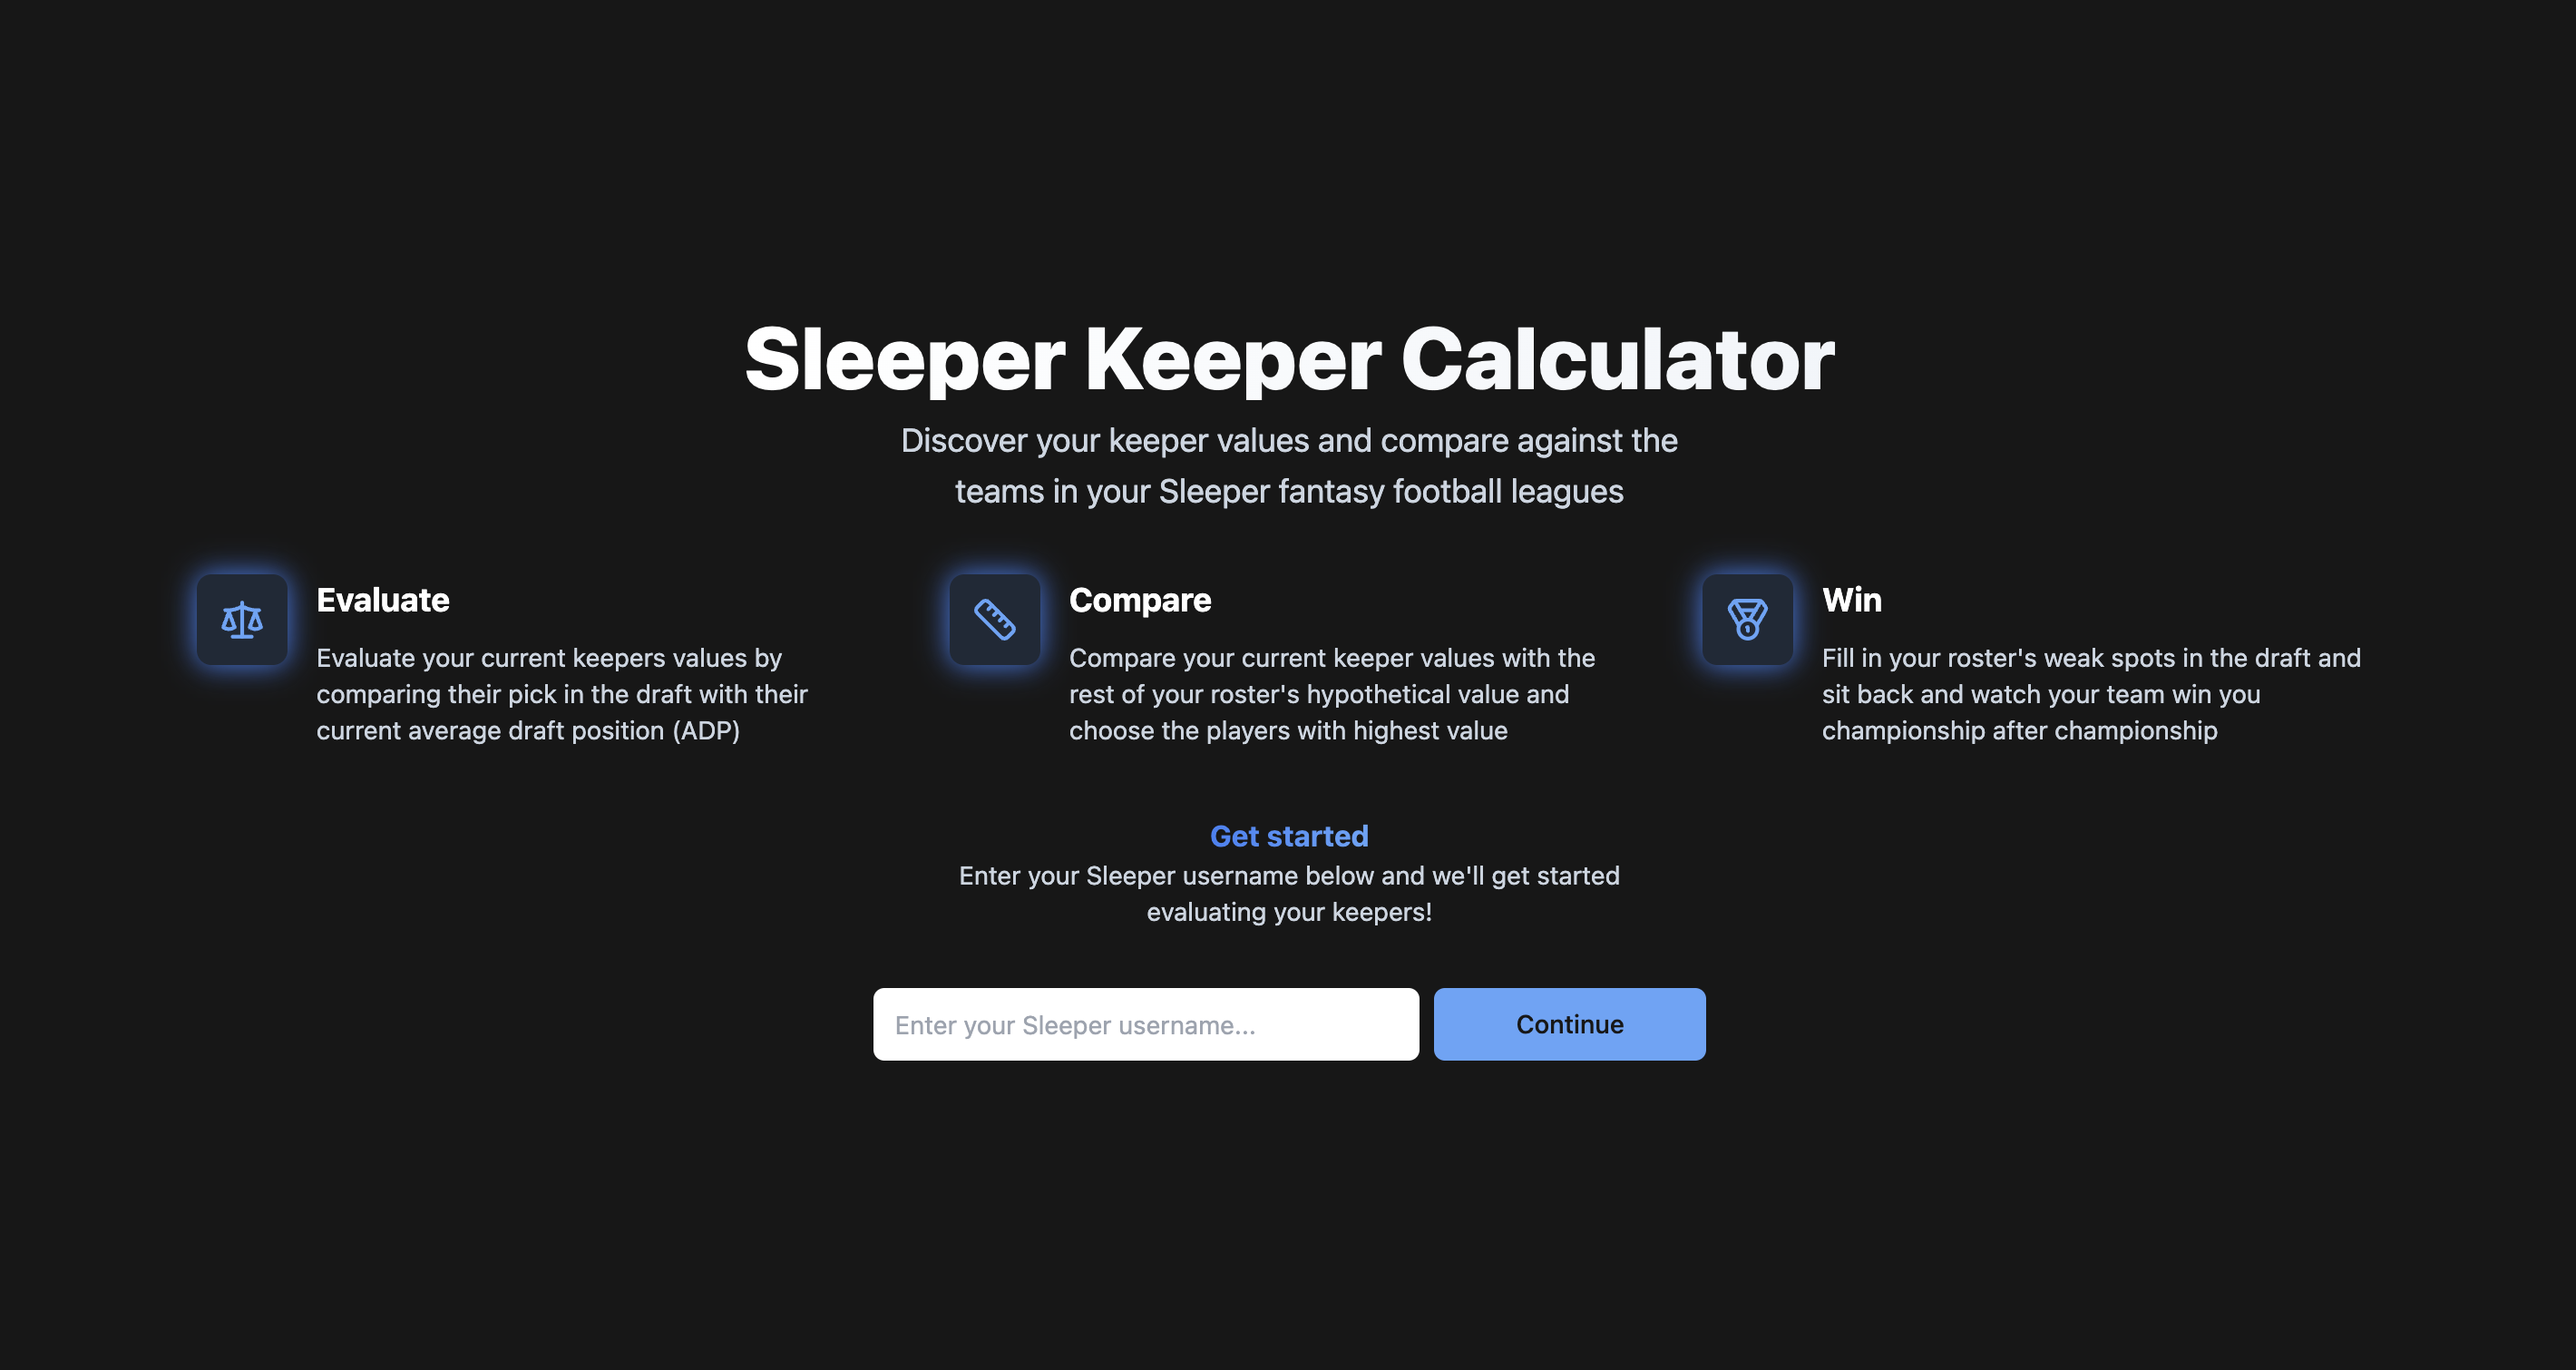 Sleeper Keeper Calculator
Discover your keeper values and compare against the
teams in your Sleeper fantasy football leagues
Evaluate
Evaluate your current keepers values by
comparing their pick in the draft with their
current average draft position (ADP)
Compare
Compare your current keeper values with the
rest of your roster's hypothetical value and
choose the players with highest value
Win
Fill in your roster's weak spots in the draft and
sit back and watch your team win you
championship after championship
Get started
Enter your Sleeper username below and we'll get started
evaluating your keepers!
Enter your Sleeper username...
Continue